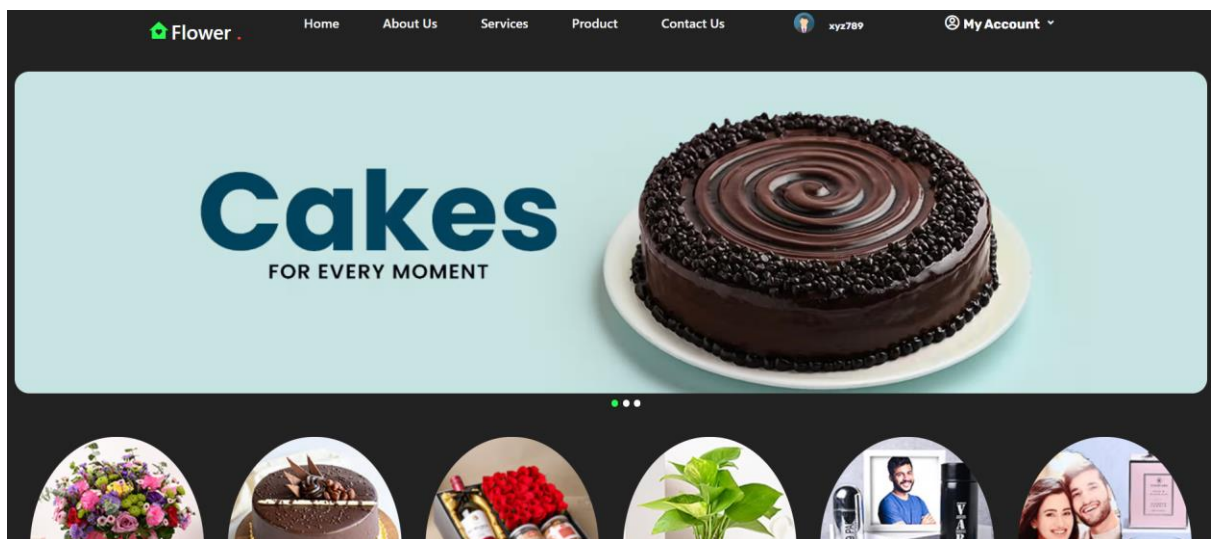 Flower .
Home
About Us
Services
Product
Contact Us
xyz789
My Account
Cakes
FOR EVERY MOMENT